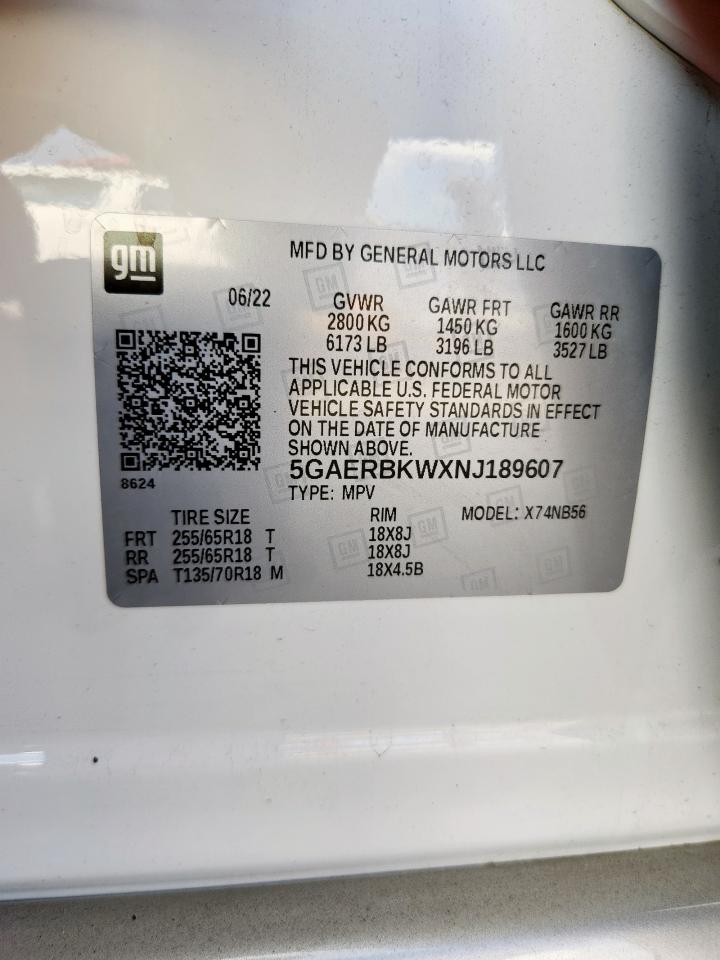 gm
MFD BY GENERAL MOTORS LLC
06/22 GVWR GAWR FRT GAWR RR
2800 KG 1450 KG 1600 KG
6173 LB 3196 LB 3527 LB
THIS VEHICLE CONFORMS TO ALL
APPLICABLE U.S. FEDERAL MOTOR
VEHICLE SAFETY STANDARDS IN EFFECT
ON THE DATE OF MANUFACTURE
SHOWN ABOVE.
5GAERBKWXNJ189607
8624
TYPE: MPV
TIRE SIZE RIM MODEL: X74NB56
FRT 255/65R18 T 18X8J
RR 255/65R18 T 18X8J
SPA T135/70R18 M 18X4.5B